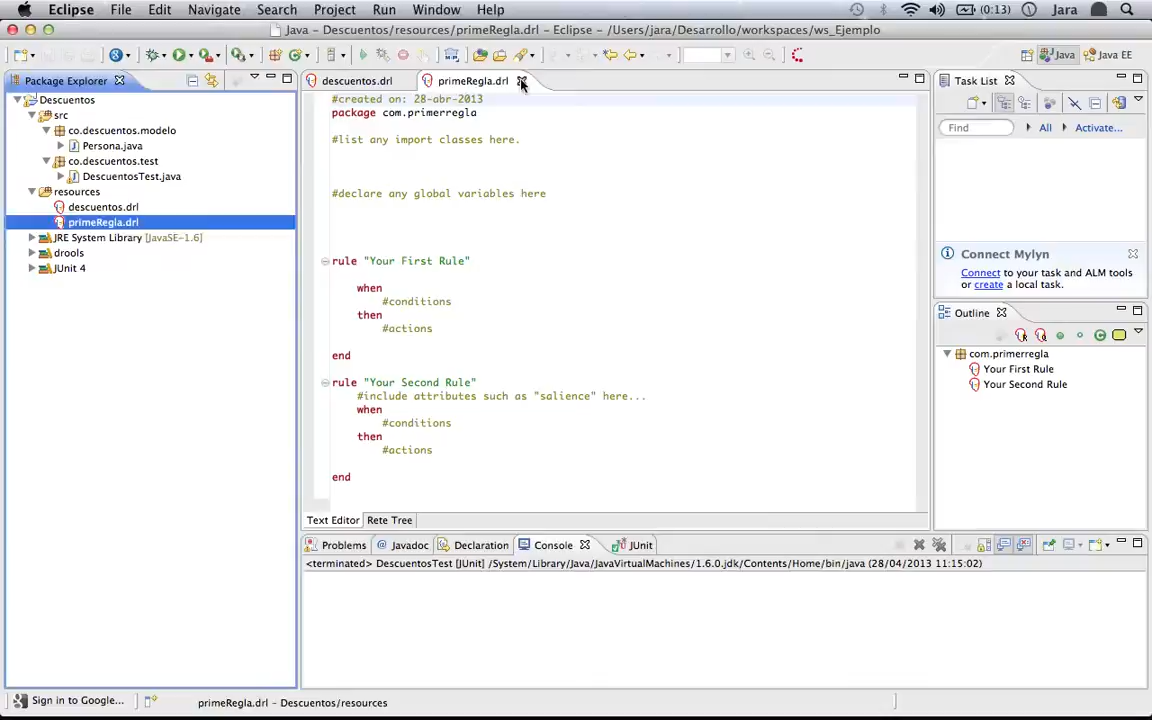 Eclipse File Edit Navigate Search Project Run Window Help (0:13) Jara
Java – Descuentos/resources/primeRegla.drl – Eclipse – /Users/jara/Desarrollo/workspaces/ws_Ejemplo
Java Java EE
Package Explorer
Descuentos
src
co.descuentos.modelo
Persona.java
co.descuentos.test
DescuentosTest.java
resources
descuentos.drl
primeRegla.drl
JRE System Library [JavaSE-1.6]
drools
JUnit 4
descuentos.drl primeRegla.drl
#created on: 28-abr-2013
package com.primerregla
#list any import classes here.
#declare any global variables here
rule "Your First Rule"
when
#conditions
then
#actions
end
rule "Your Second Rule"
#include attributes such as "salience" here...
when
#conditions
then
#actions
end
Text Editor Rete Tree
Task List
Find All Activate...
Connect Mylyn
Connect to your task and ALM tools
or create a local task.
Outline
com.primerregla
Your First Rule
Your Second Rule
Problems @ Javadoc Declaration Console JUnit
<terminated> DescuentosTest [JUnit] /System/Library/Java/JavaVirtualMachines/1.6.0.jdk/Contents/Home/bin/java (28/04/2013 11:15:02)
Sign in to Google... primeRegla.drl – Descuentos/resources